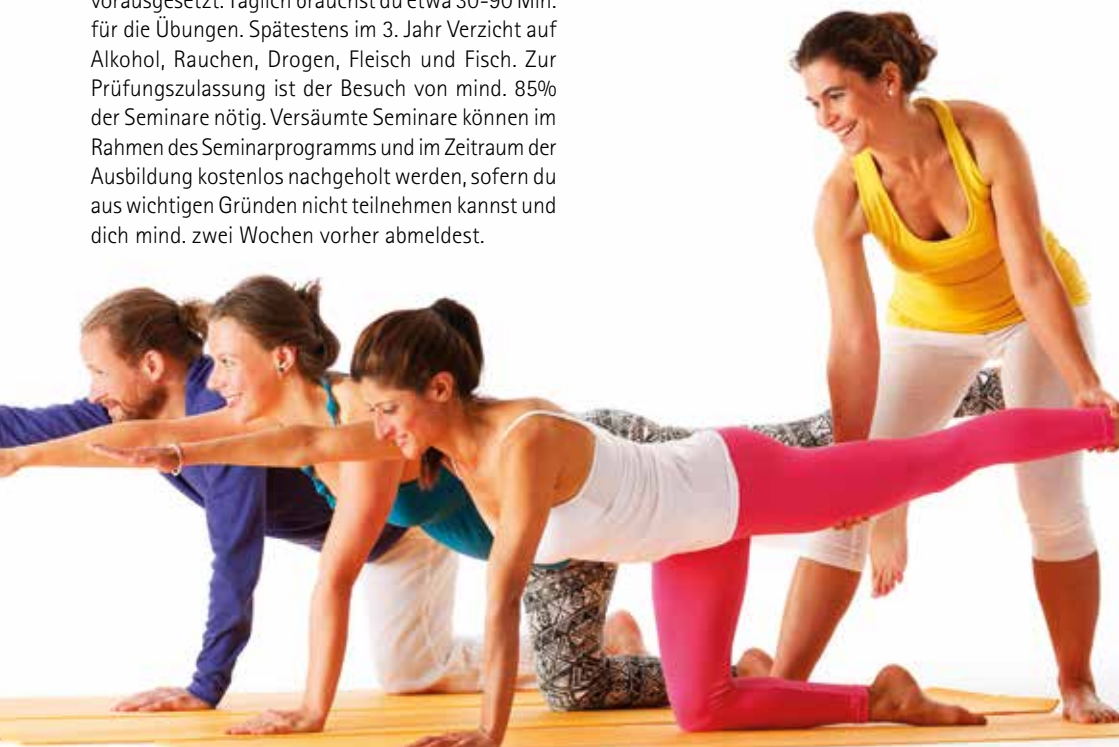 vorausgesetzt. Täglich brauchst du etwa 30-90 Min.
für die Übungen. Spätestens im 3. Jahr Verzicht auf
Alkohol, Rauchen, Drogen, Fleisch und Fisch. Zur
Prüfungszulassung ist der Besuch von mind. 85%
der Seminare nötig. Versäumte Seminare können im
Rahmen des Seminarprogramms und im Zeitraum der
Ausbildung kostenlos nachgeholt werden, sofern du
aus wichtigen Gründen nicht teilnehmen kannst und
dich mind. zwei Wochen vorher abmeldest.